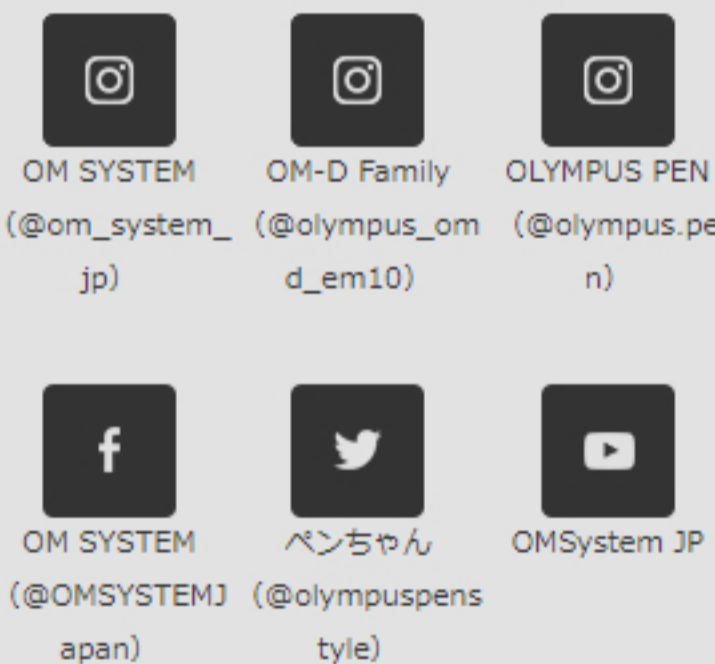 OM SYSTEM
（@om_system_
jp）
OM-D Family
（@olympus_om
d_em10）
OLYMPUS PEN
（@olympus.pe
n）
OM SYSTEM
（@OMSYSTEMJ
apan）
ペンちゃん
（@olympuspens
tyle）
OMSystem JP